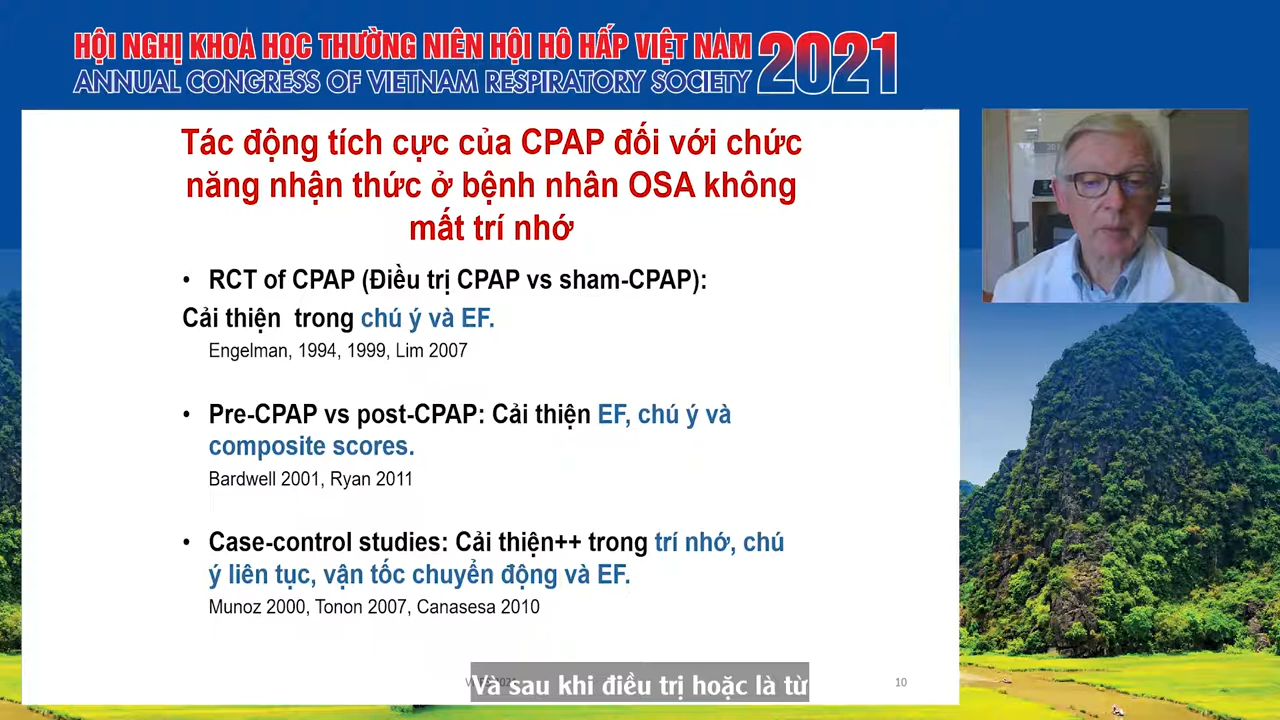 HỘI NGHỊ KHOA HỌC THƯỜNG NIÊN HỘI HÔ HẤP VIỆT NAM 2021
ANNUAL CONGRESS OF VIETNAM RESPIRATORY SOCIETY
Tác động tích cực của CPAP đối với chức
năng nhận thức ở bệnh nhân OSA không
mất trí nhớ
• RCT of CPAP (Điều trị CPAP vs sham-CPAP):
Cải thiện trong chú ý và EF.
Engelman, 1994, 1999, Lim 2007
• Pre-CPAP vs post-CPAP: Cải thiện EF, chú ý và
composite scores.
Bardwell 2001, Ryan 2011
• Case-control studies: Cải thiện++ trong trí nhớ, chú
ý liên tục, vận tốc chuyển động và EF.
Munoz 2000, Tonon 2007, Canasesa 2010
Và sau khi điều trị hoặc là từ
10